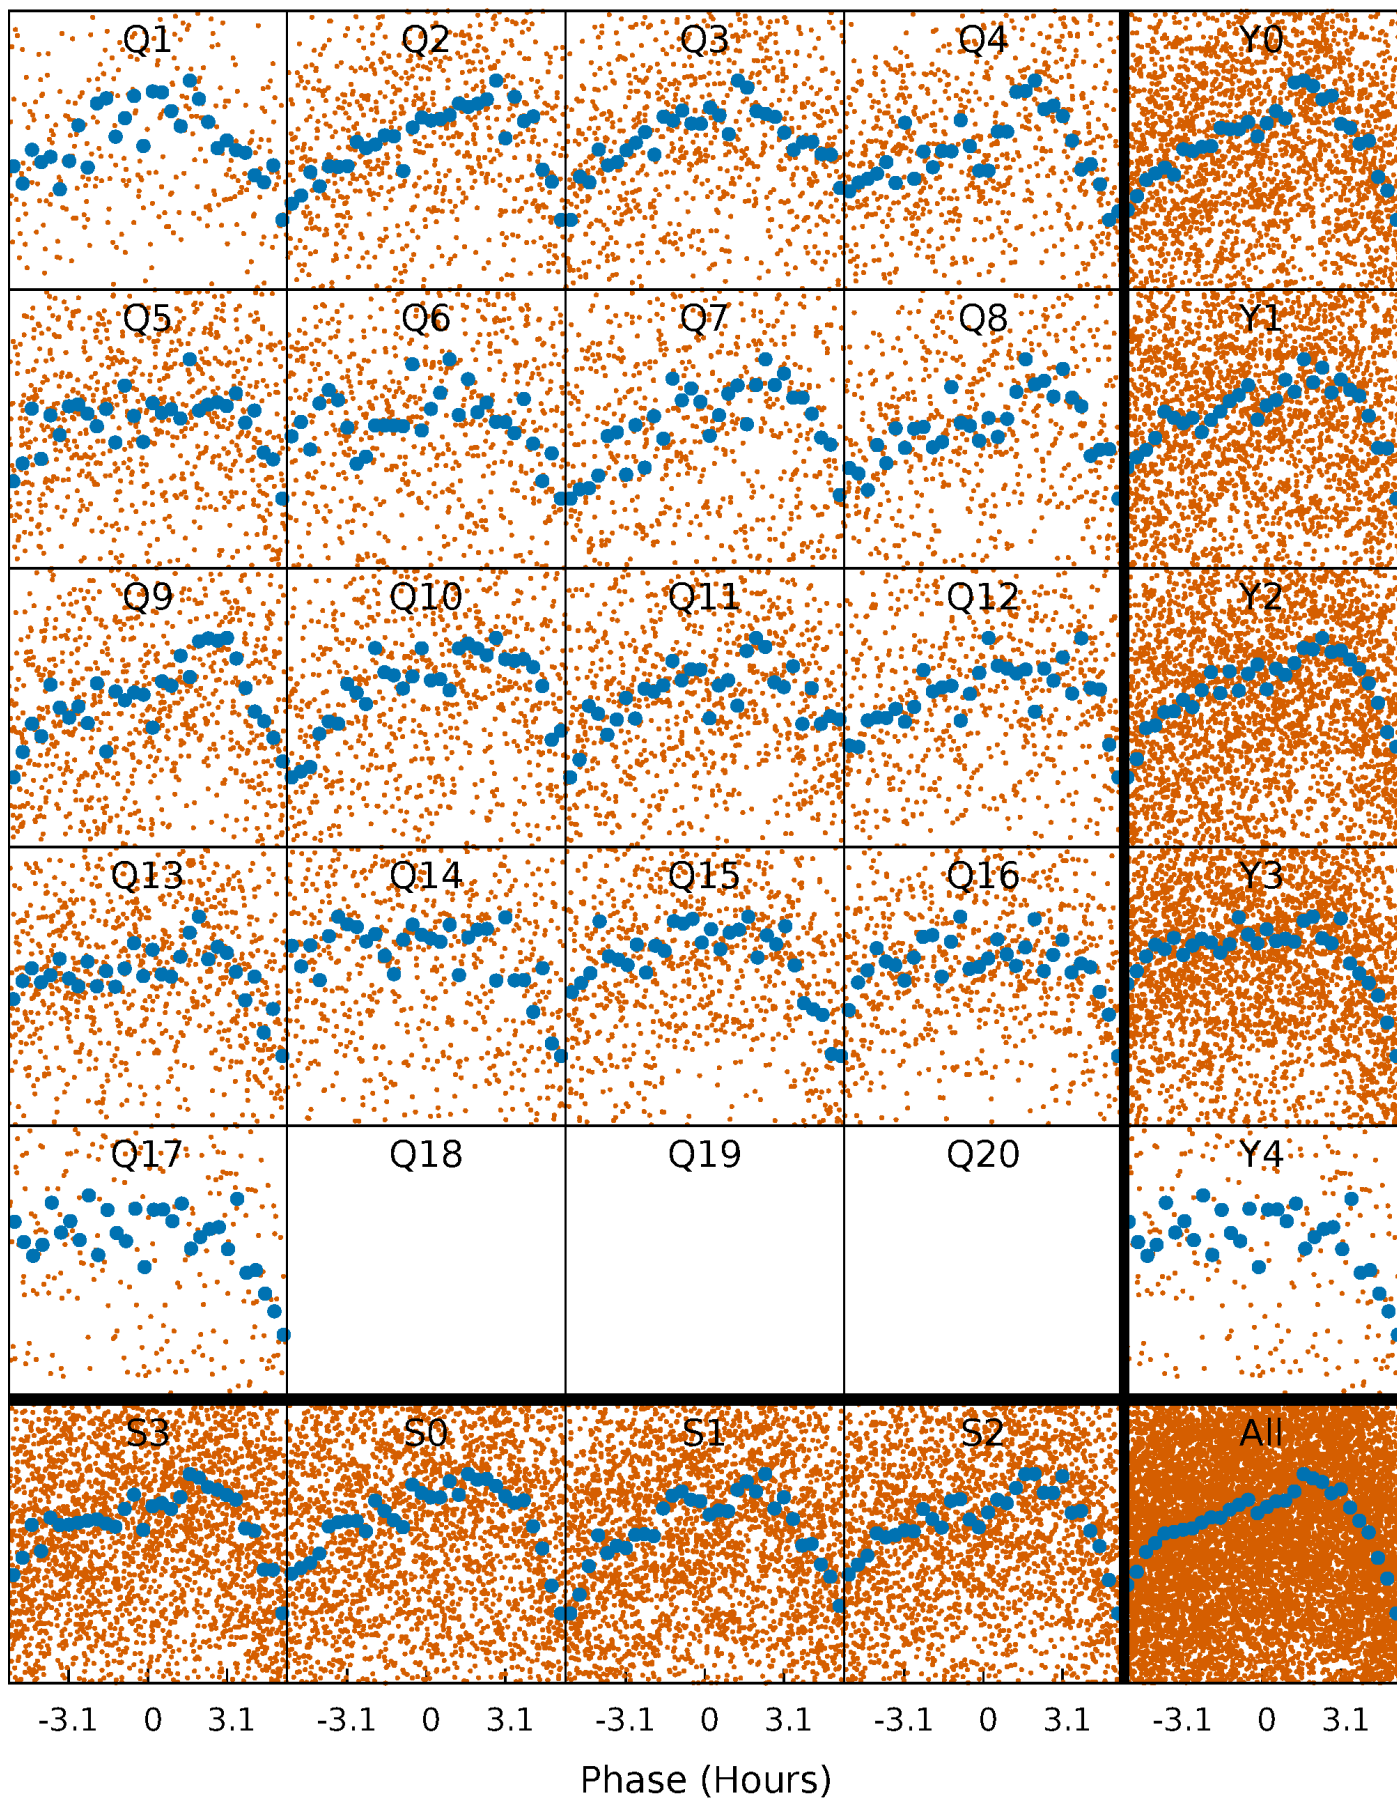 Q1 Q2 Q3 Q4 Y0
Q5 Q6 Q7 Q8 Y1
Q9 Q10 Q11 Q12 Y2
Q13 Q14 Q15 Q16 Y3
Q17 Q18 Q19 Q20 Y4
S3 S0 S1 S2 All
-3.1 0 3.1 -3.1 0 3.1 -3.1 0 3.1 -3.1 0 3.1 -3.1 0 3.1
Phase (Hours)